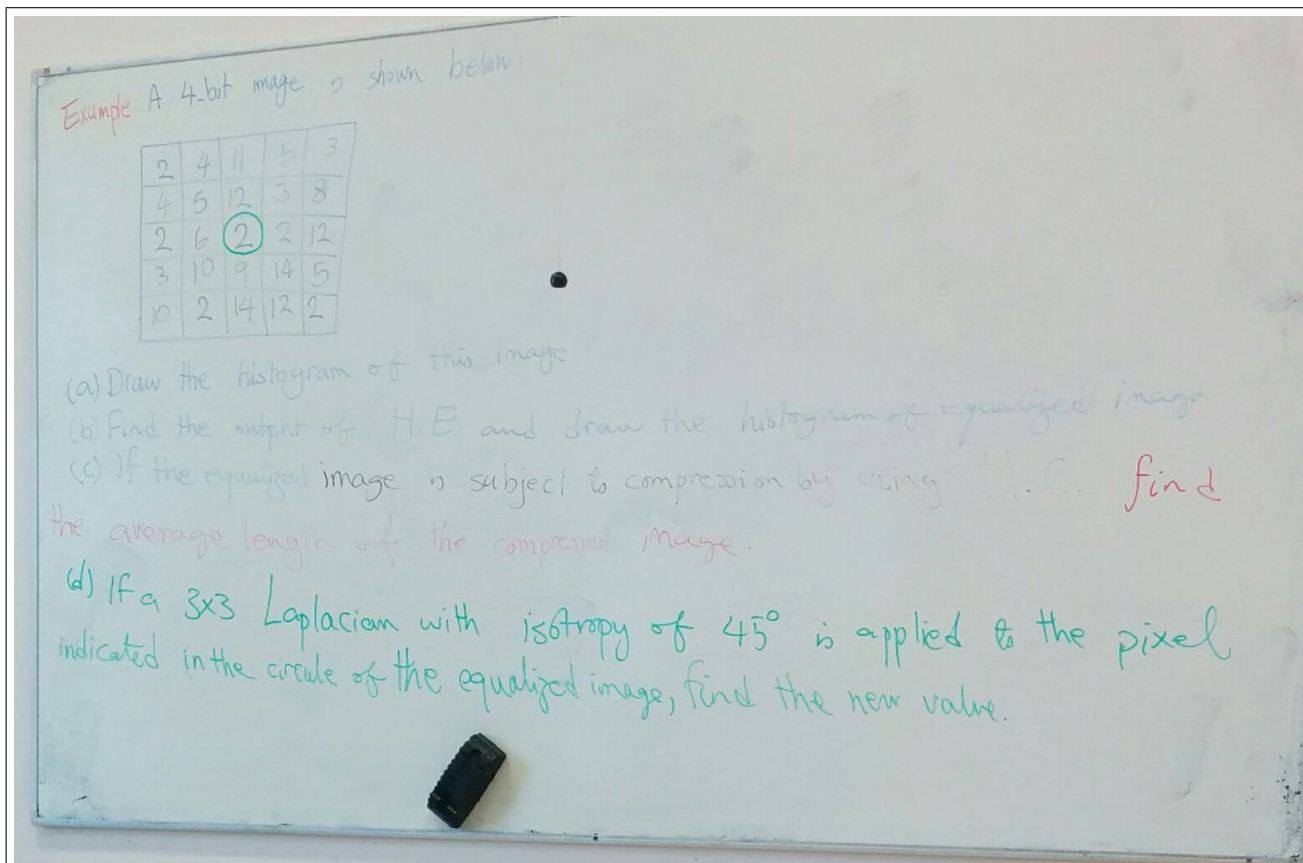 Example A 4-bit image is shown below:
2 4 11 5 3
4 5 12 3 8
2 6 2 2 12
3 10 9 14 5
10 2 14 12 2
(a) Draw the histogram of this image
(b) Find the output of H E and draw the histogram of equalized image
(c) If the equalized image is subject to compression by using H.C. find
the average length of the compressed image.
(d) If a 3x3 Laplacian with isotropy of 45° is applied to the pixel
indicated in the circule of the equalized image, find the new value.